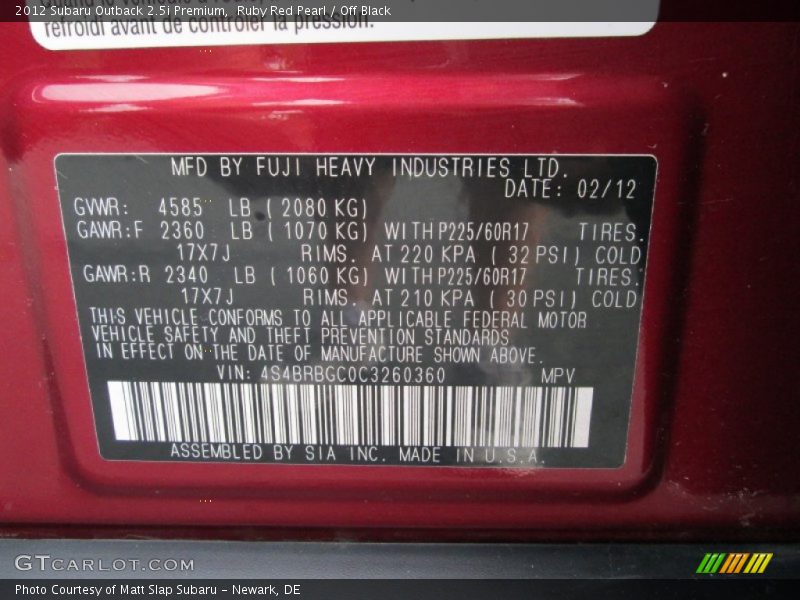 2012 Subaru Outback 2.5i Premium, Ruby Red Pearl / Off Black
refroidi avant de contrôler la pression.
MFD BY FUJI HEAVY INDUSTRIES LTD.
DATE: 02/12
GVWR: 4585 LB ( 2080 KG)
GAWR:F 2360 LB ( 1070 KG) WITH P225/60R17 TIRES.
17X7J RIMS. AT 220 KPA ( 32 PSI) COLD
GAWR:R 2340 LB ( 1060 KG) WITH P225/60R17 TIRES.
17X7J RIMS. AT 210 KPA ( 30 PSI) COLD
THIS VEHICLE CONFORMS TO ALL APPLICABLE FEDERAL MOTOR
VEHICLE SAFETY AND THEFT PREVENTION STANDARDS
IN EFFECT ON THE DATE OF MANUFACTURE SHOWN ABOVE.
VIN: 4S4BRBGC0C3260360 MPV
ASSEMBLED BY SIA INC. MADE IN U.S.A.
GTCARLOT.COM
Photo Courtesy of Matt Slap Subaru - Newark, DE